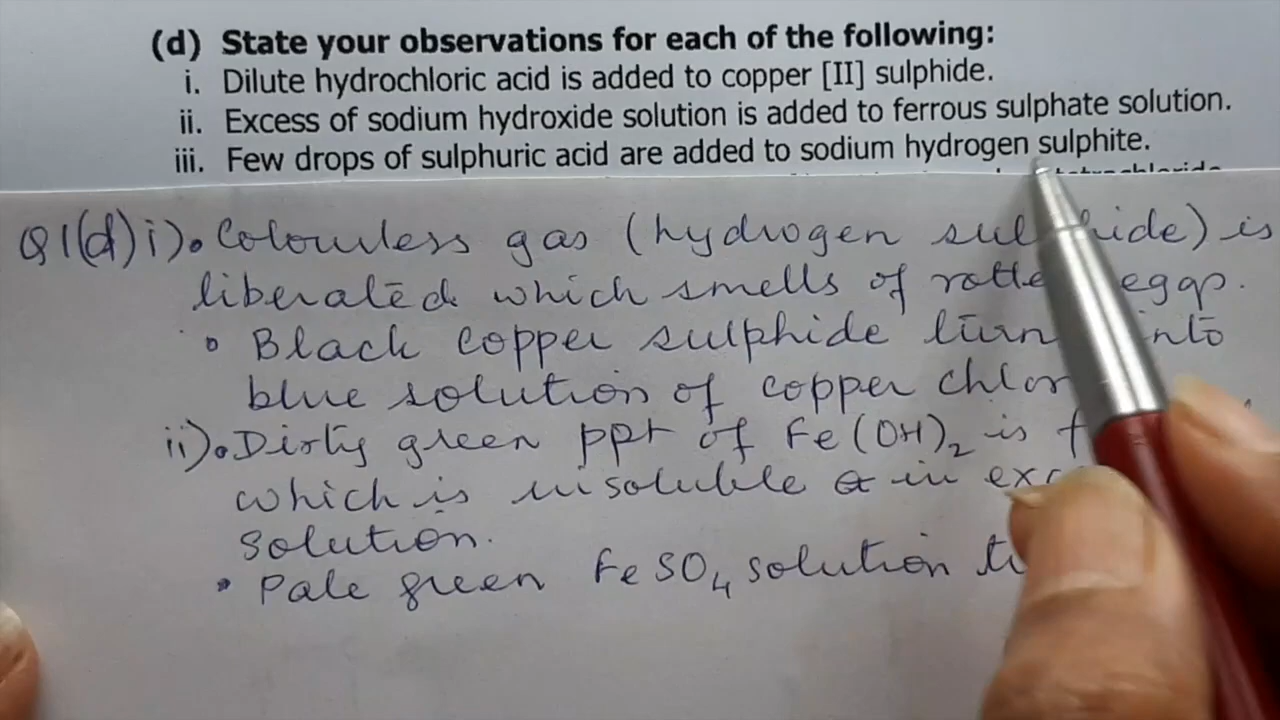 (d) State your observations for each of the following:
i. Dilute hydrochloric acid is added to copper [II] sulphide.
ii. Excess of sodium hydroxide solution is added to ferrous sulphate solution.
iii. Few drops of sulphuric acid are added to sodium hydrogen sulphite.
Q1(d) i). Colourless gas (hydrogen sul hide) is
liberated which smells of rotte eggs.
• Black copper sulphide turn into
blue solution of copper chlor
ii). Dirty green ppt of Fe(OH)2 is f
which is insoluble in exc
solution.
• Pale green FeSO4 solution